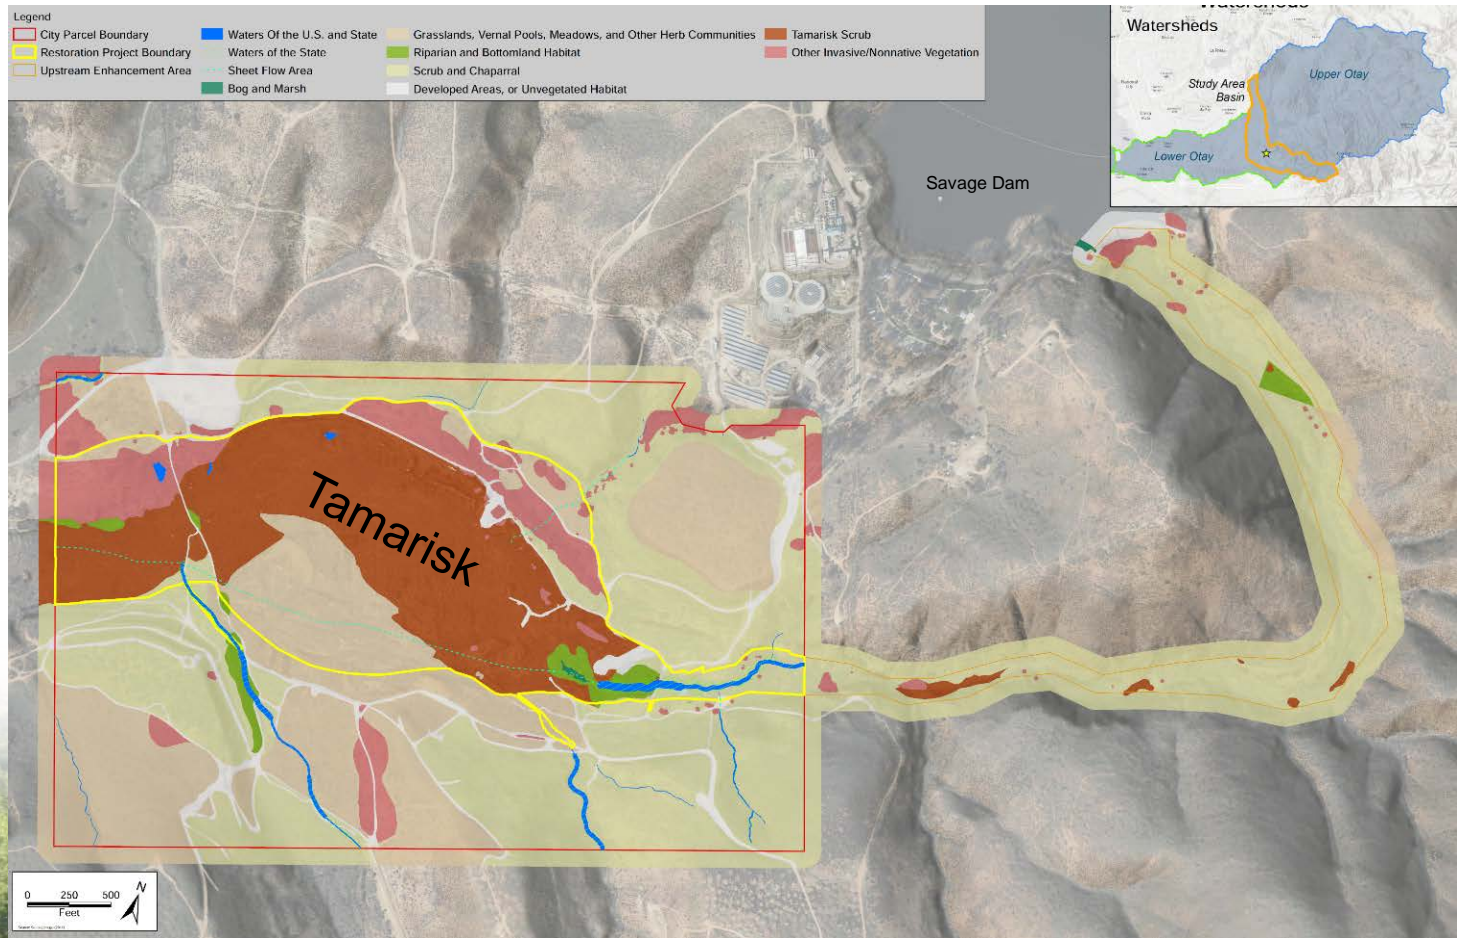 Legend
City Parcel Boundary
Restoration Project Boundary
Upstream Enhancement Area
Waters Of the U.S. and State
Waters of the State
Sheet Flow Area
Bog and Marsh
Grasslands, Vernal Pools, Meadows, and Other Herb Communities
Riparian and Bottomland Habitat
Scrub and Chaparral
Developed Areas, or Unvegetated Habitat
Tamarisk Scrub
Other Invasive/Nonnative Vegetation
Watersheds
Watersheds
Upper Otay
Study Area
Basin
Lower Otay
Savage Dam
Tamarisk
0 250 500
Feet
N